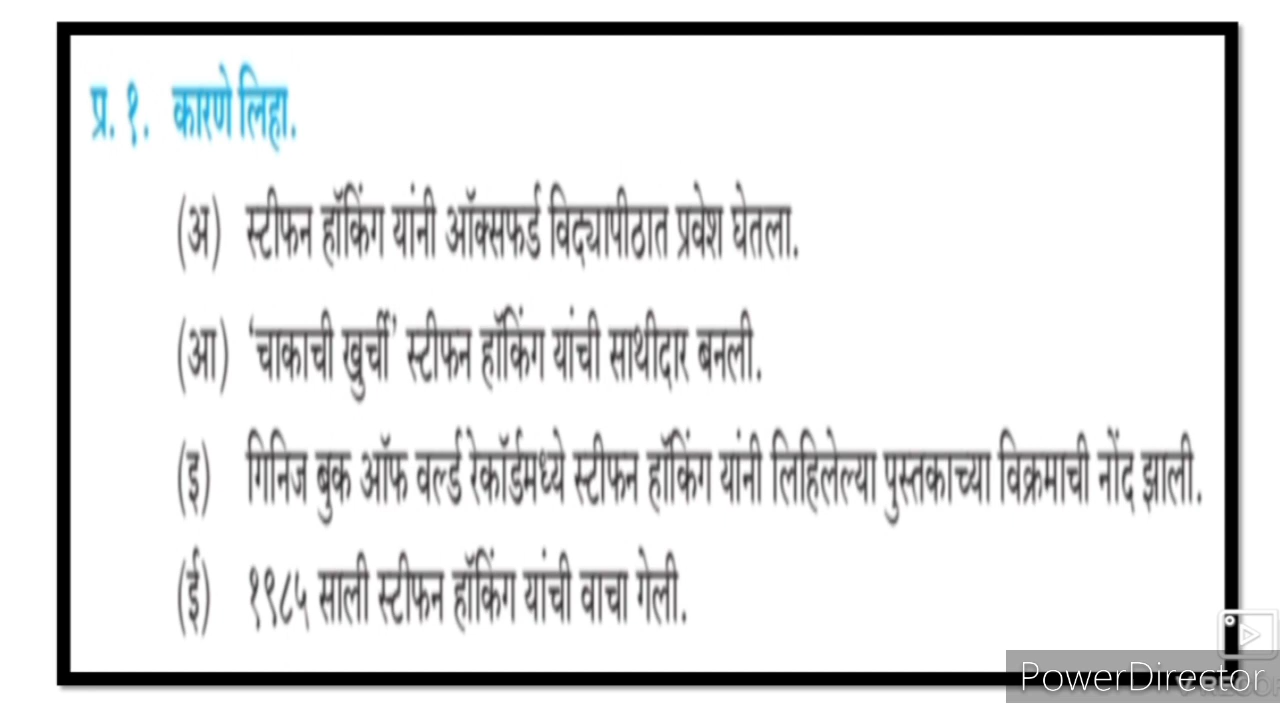 प्र. १. कारणे लिहा.
(अ) स्टीफन हॉकिंग यांनी ऑक्सफर्ड विद्यापीठात प्रवेश घेतला.
(आ) ‘चाकाची खुर्ची’ स्टीफन हॉकिंग यांची साथीदार बनली.
(इ) गिनिज बुक ऑफ वर्ल्ड रेकॉर्डमध्ये स्टीफन हॉकिंग यांनी लिहिलेल्या पुस्तकाच्या विक्रमाची नोंद झाली.
(ई) १९८५ साली स्टीफन हॉकिंग यांची वाचा गेली.
PowerDirector